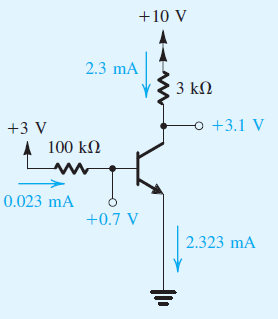 +10 V
2.3 mA
3 kΩ
+3 V
+3.1 V
100 kΩ
0.023 mA
+0.7 V
2.323 mA